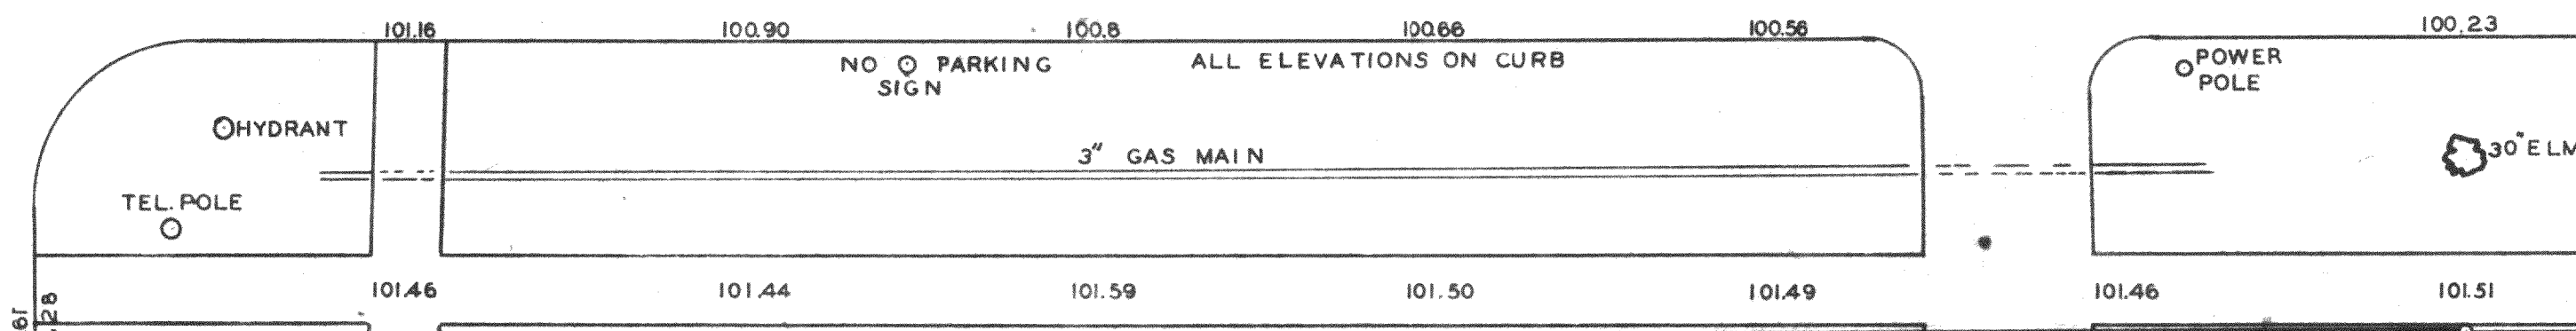 101.16 100.90 100.8 100.68 100.56 100.23
NO PARKING
SIGN
ALL ELEVATIONS ON CURB
POWER
POLE
HYDRANT
3" GAS MAIN
30" ELM
TEL. POLE
101.46 101.44 101.59 101.50 101.49 101.46 101.51